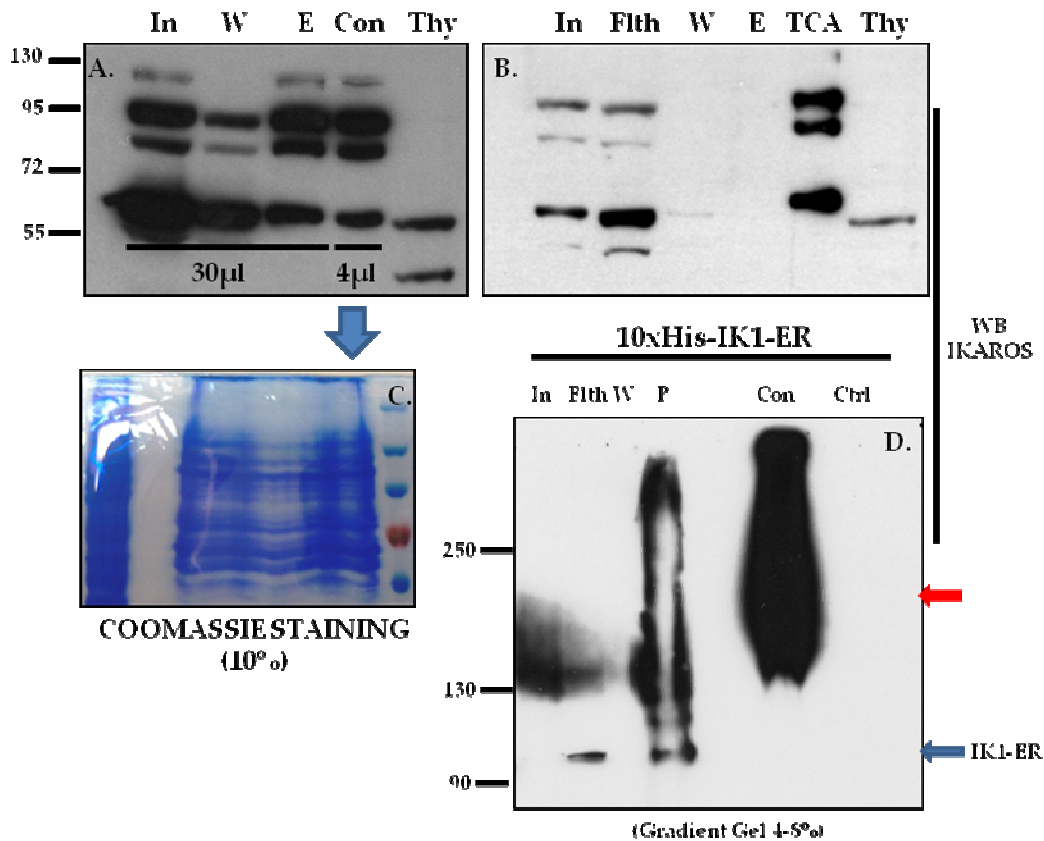 In W E Con Thy
In Flth W E TCA Thy
130
95
72
55
A.
B.
30µl
4µl
10xHis-IK1-ER
WB
IKAROS
In Flth W P Con Ctrl
C.
D.
COOMASSIE STAINING
(10%)
250
130
90
IK1-ER
(Gradient Gel 4-8%)